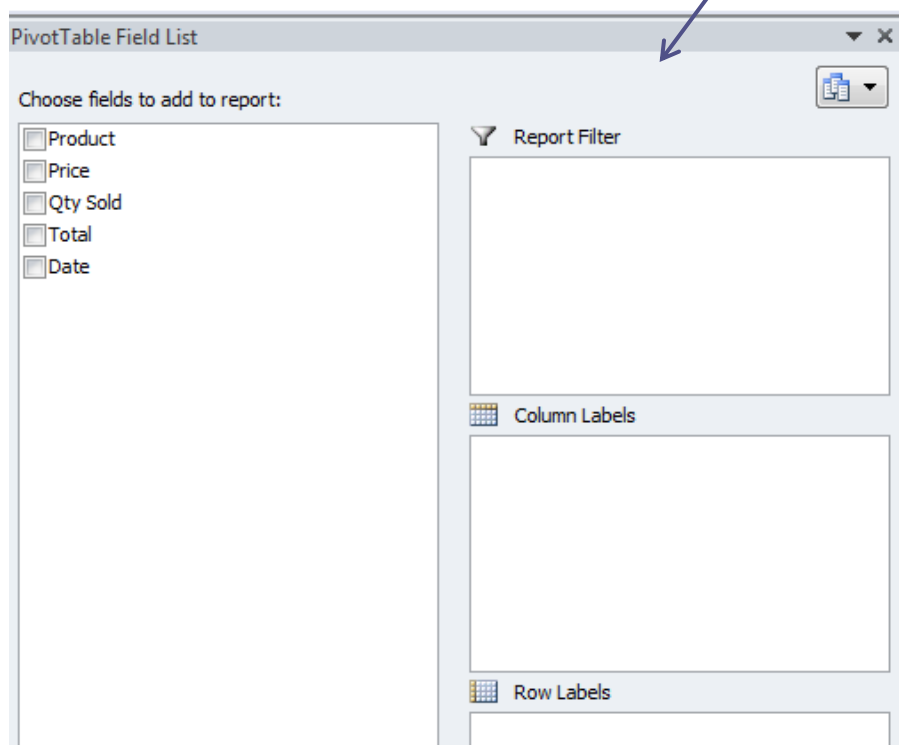 PivotTable Field List
Choose fields to add to report:
Product
Price
Qty Sold
Total
Date
Report Filter
Column Labels
Row Labels